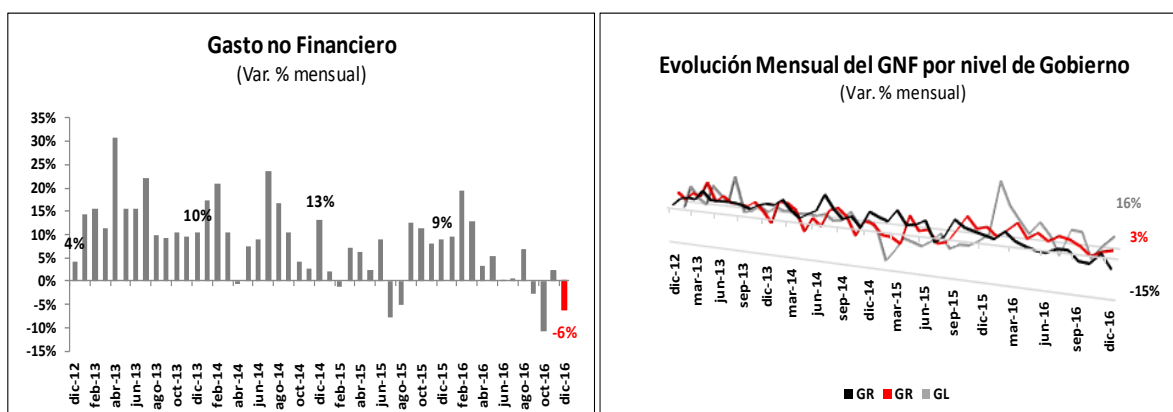 Gasto no Financiero
(Var. % mensual)
35%
30%
25%
20%
15%
10%
5%
0%
-5%
-10%
-15%
4%
10%
13%
9%
-6%
dic-12
feb-13
abr-13
jun-13
ago-13
oct-13
dic-13
feb-14
abr-14
jun-14
ago-14
oct-14
dic-14
feb-15
abr-15
jun-15
ago-15
oct-15
dic-15
feb-16
abr-16
jun-16
ago-16
oct-16
dic-16
Evolución Mensual del GNF por nivel de Gobierno
(Var. % mensual)
16%
3%
-15%
dic-12
mar-13
jun-13
sep-13
dic-13
mar-14
jun-14
sep-14
dic-14
mar-15
jun-15
sep-15
dic-15
mar-16
jun-16
sep-16
dic-16
GR GR GL